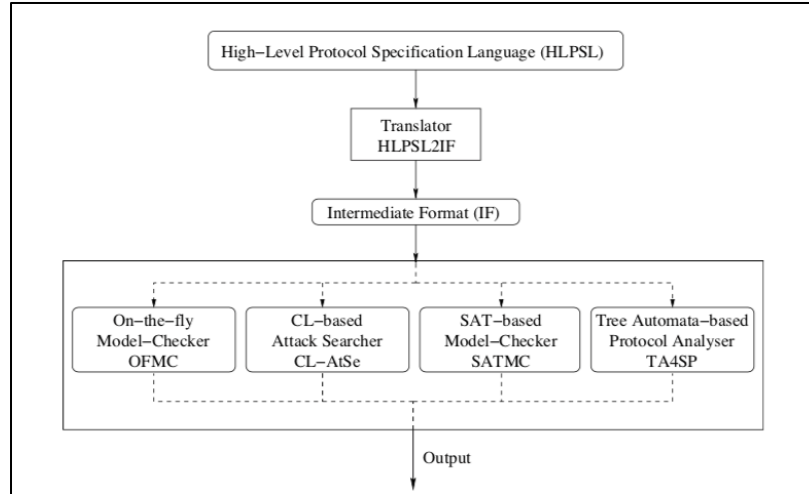 High−Level Protocol Specification Language (HLPSL)
Translator
HLPSL2IF
Intermediate Format (IF)
On−the−fly
Model−Checker
OFMC
CL−based
Attack Searcher
CL−AtSe
SAT−based
Model−Checker
SATMC
Tree Automata−based
Protocol Analyser
TA4SP
Output